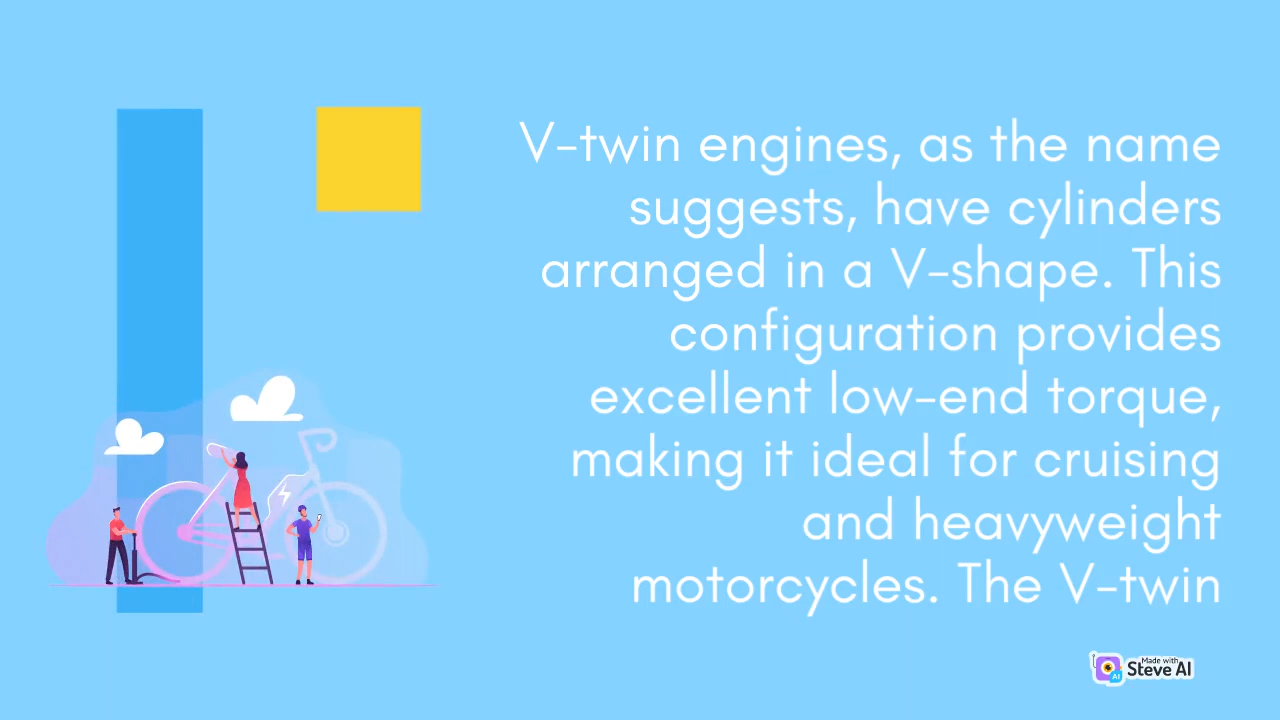 V-twin engines, as the name
suggests, have cylinders
arranged in a V-shape. This
configuration provides
excellent low-end torque,
making it ideal for cruising
and heavyweight
motorcycles. The V-twin
Made with
Steve AI
AI